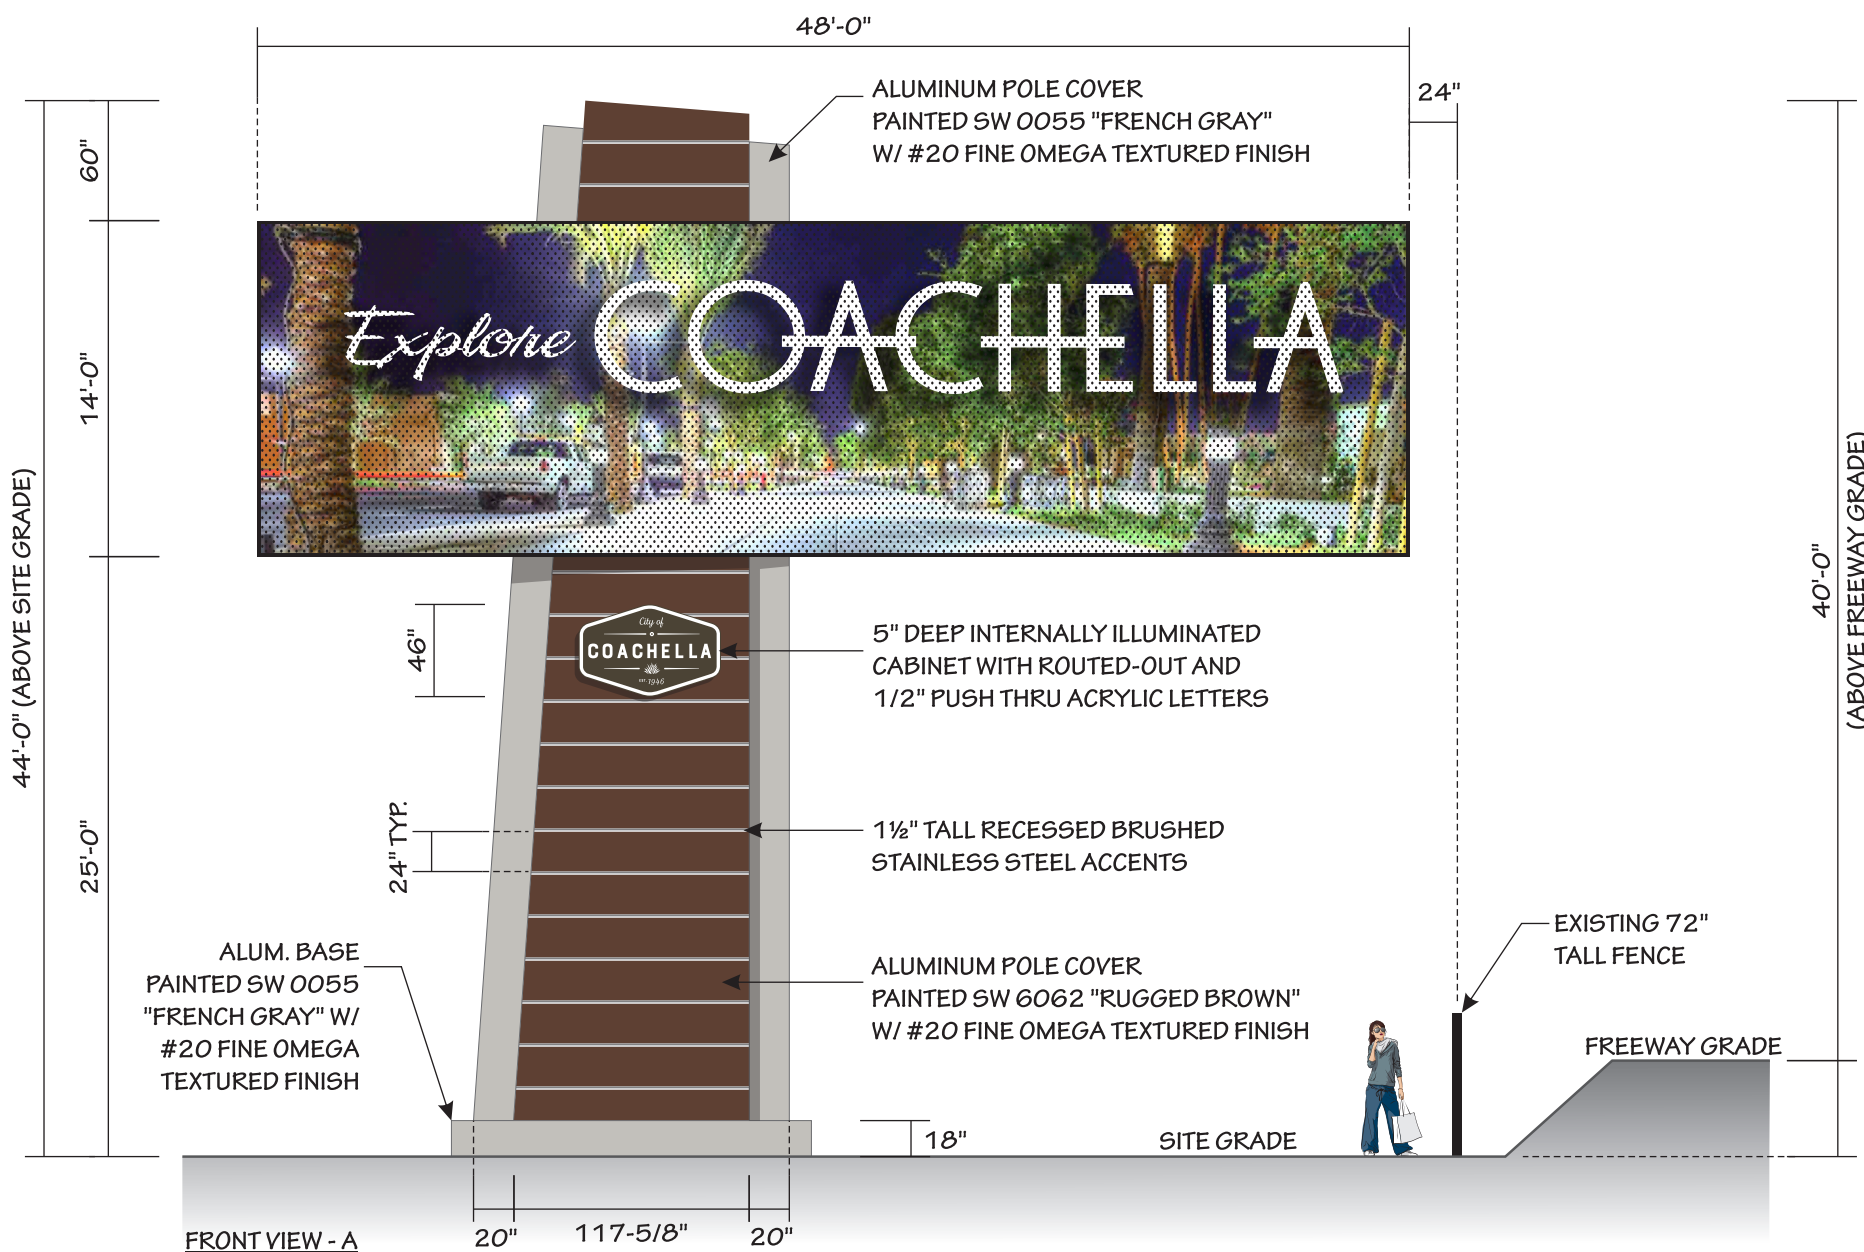 48'-0"
24"
ALUMINUM POLE COVER
PAINTED SW 0055 "FRENCH GRAY"
W/ #20 FINE OMEGA TEXTURED FINISH
60"
14'-0"
25'-0"
44'-0" (ABOVE SITE GRADE)
Explore COACHELLA
40'-0"
(ABOVE FREEWAY GRADE)
46"
City of
COACHELLA
est. 1946
5" DEEP INTERNALLY ILLUMINATED
CABINET WITH ROUTED-OUT AND
1/2" PUSH THRU ACRYLIC LETTERS
24" TYP.
1½" TALL RECESSED BRUSHED
STAINLESS STEEL ACCENTS
EXISTING 72"
TALL FENCE
ALUM. BASE
PAINTED SW 0055
"FRENCH GRAY" W/
#20 FINE OMEGA
TEXTURED FINISH
ALUMINUM POLE COVER
PAINTED SW 6062 "RUGGED BROWN"
W/ #20 FINE OMEGA TEXTURED FINISH
FREEWAY GRADE
18"
SITE GRADE
20"
117-5/8"
20"
FRONT VIEW - A